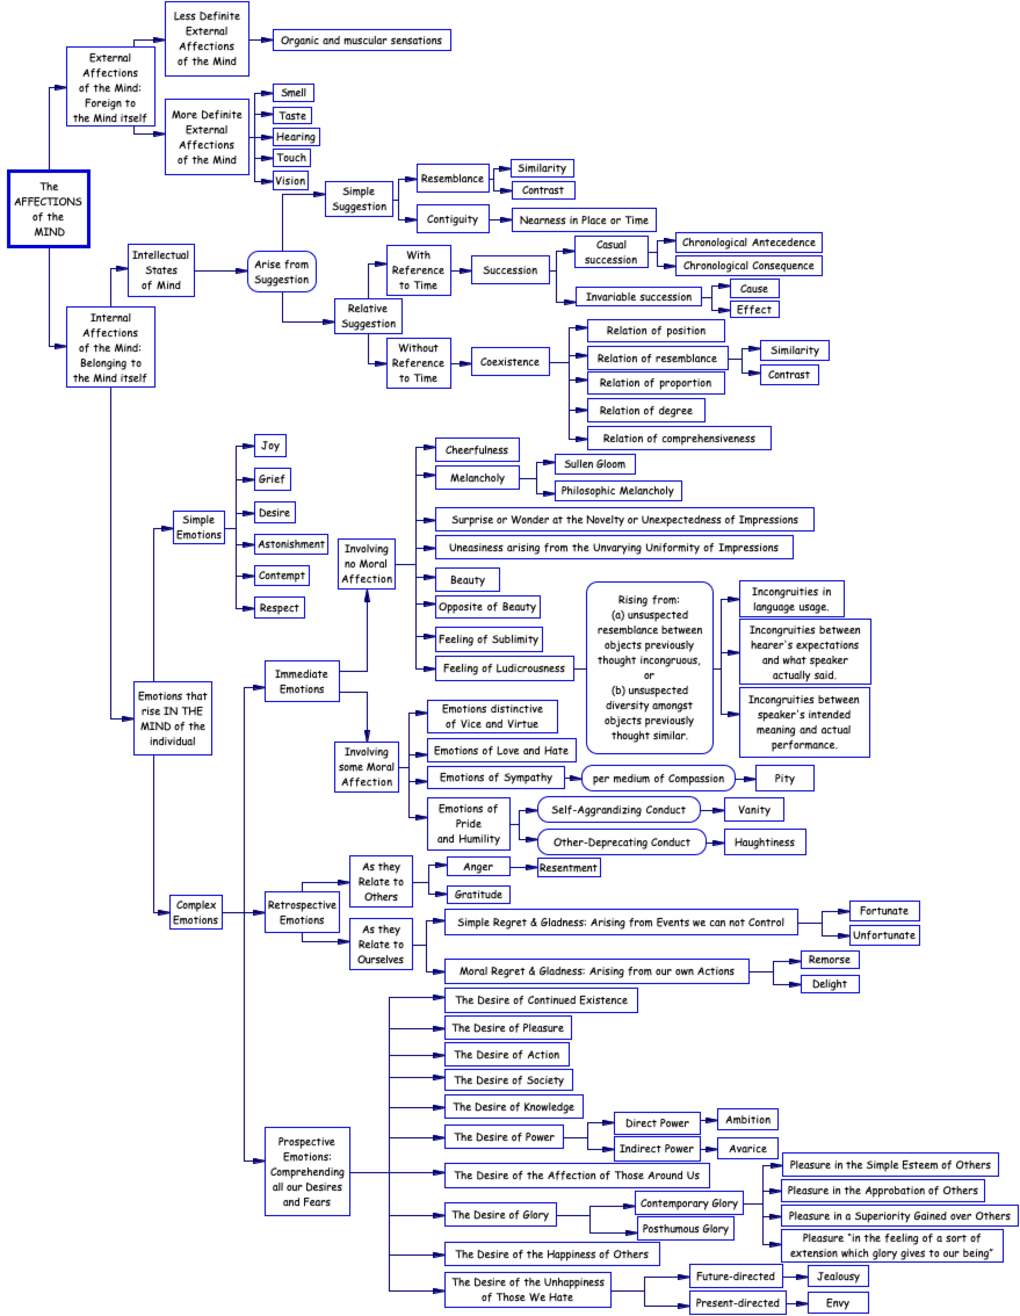 Less Definite
External
Affections
of the Mind
Organic and muscular sensations
External
Affections
of the Mind:
Foreign to
the Mind itself
More Definite
External
Affections
of the Mind
Smell
Taste
Hearing
Touch
Vision
The
AFFECTIONS
of the
MIND
Simple
Suggestion
Resemblance
Similarity
Contrast
Contiguity
Nearness in Place or Time
Intellectual
States
of Mind
Arise from
Suggestion
With
Reference
to Time
Succession
Casual
succession
Chronological Antecedence
Chronological Consequence
Invariable succession
Cause
Effect
Relative
Suggestion
Internal
Affections
of the Mind:
Belonging to
the Mind itself
Without
Reference
to Time
Coexistence
Relation of position
Relation of resemblance
Similarity
Contrast
Relation of proportion
Relation of degree
Relation of comprehensiveness
Joy
Grief
Desire
Astonishment
Contempt
Respect
Simple
Emotions
Involving
no Moral
Affection
Cheerfulness
Melancholy
Sullen Gloom
Philosophic Melancholy
Surprise or Wonder at the Novelty or Unexpectedness of Impressions
Uneasiness arising from the Unvarying Uniformity of Impressions
Beauty
Opposite of Beauty
Feeling of Sublimity
Feeling of Ludicrousness
Rising from:
(a) unsuspected
resemblance between
objects previously
thought incongruous,
or
(b) unsuspected
diversity amongst
objects previously
thought similar.
Incongruities in
language usage.
Incongruities between
hearer's expectations
and what speaker
actually said.
Incongruities between
speaker's intended
meaning and actual
performance.
Immediate
Emotions
Emotions that
rise IN THE
MIND of the
individual
Involving
some Moral
Affection
Emotions distinctive
of Vice and Virtue
Emotions of Love and Hate
Emotions of Sympathy
per medium of Compassion
Pity
Emotions of
Pride
and Humility
Self-Aggrandizing Conduct
Vanity
Other-Deprecating Conduct
Haughtiness
Complex
Emotions
Retrospective
Emotions
As they
Relate to
Others
Anger
Resentment
Gratitude
As they
Relate to
Ourselves
Simple Regret & Gladness: Arising from Events we can not Control
Fortunate
Unfortunate
Moral Regret & Gladness: Arising from our own Actions
Remorse
Delight
Prospective
Emotions:
Comprehending
all our Desires
and Fears
The Desire of Continued Existence
The Desire of Pleasure
The Desire of Action
The Desire of Society
The Desire of Knowledge
The Desire of Power
Direct Power
Ambition
Indirect Power
Avarice
The Desire of the Affection of Those Around Us
The Desire of Glory
Contemporary Glory
Posthumous Glory
Pleasure in the Simple Esteem of Others
Pleasure in the Approbation of Others
Pleasure in a Superiority Gained over Others
Pleasure "in the feeling of a sort of
extension which glory gives to our being"
The Desire of the Happiness of Others
The Desire of the Unhappiness
of Those We Hate
Future-directed
Jealousy
Present-directed
Envy